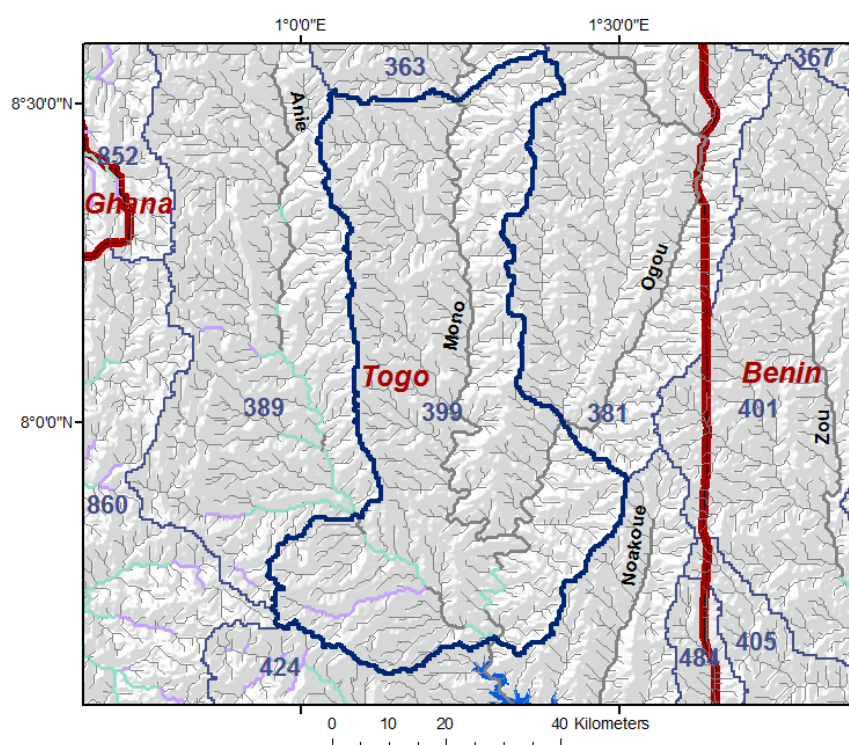 1°0'0"E
1°30'0"E
8°30'0"N
8°0'0"N
363
367
Anie
852
Ghana
Ogou
Mono
Togo
Benin
389
399
381
401
Zou
860
Noakoue
424
484
405
0 10 20 40 Kilometers